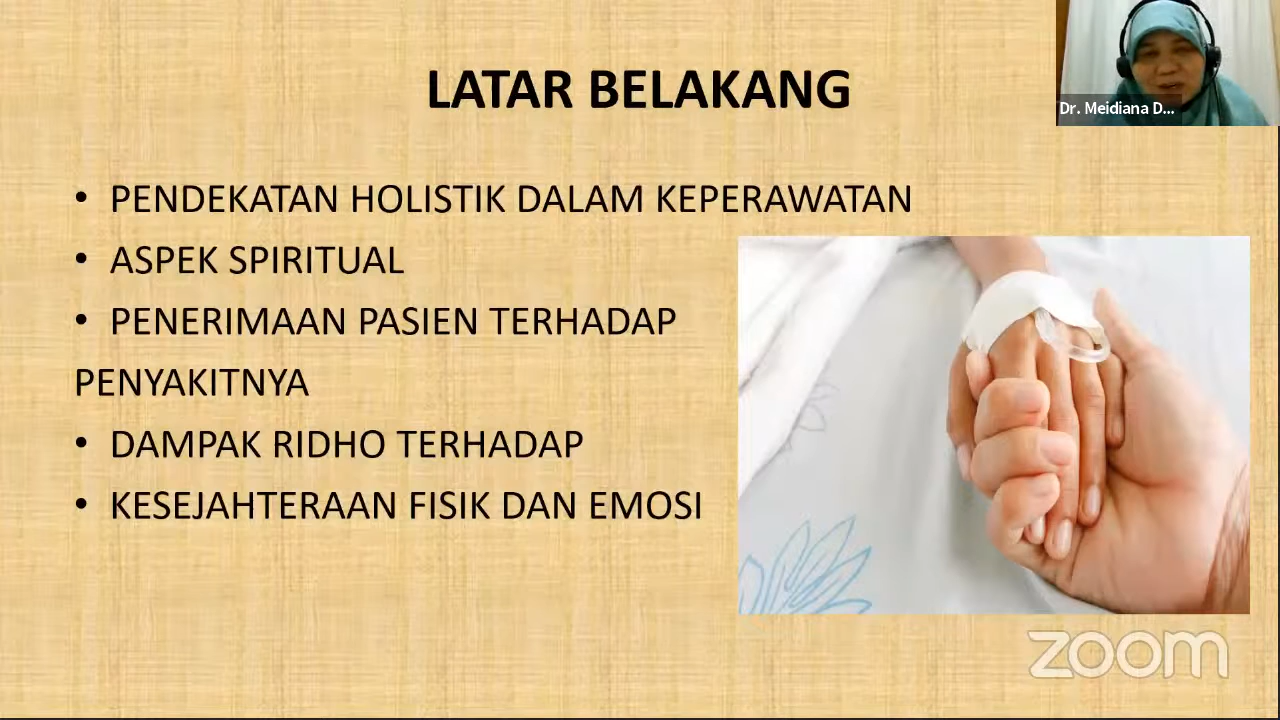 LATAR BELAKANG
Dr. Meidiana D...
• PENDEKATAN HOLISTIK DALAM KEPERAWATAN
• ASPEK SPIRITUAL
• PENERIMAAN PASIEN TERHADAP
PENYAKITNYA
• DAMPAK RIDHO TERHADAP
• KESEJAHTERAAN FISIK DAN EMOSI
zoom